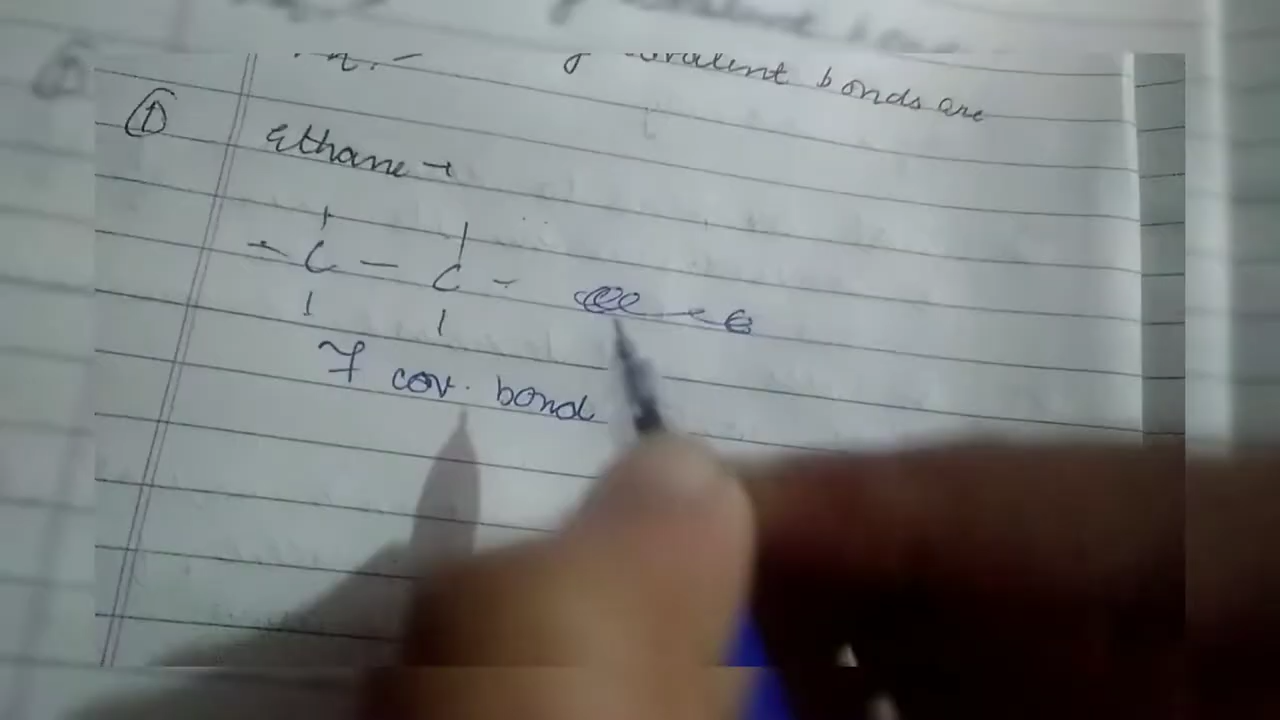 covalent bonds are
① Ethane →
- C - C -
7 cov. bond